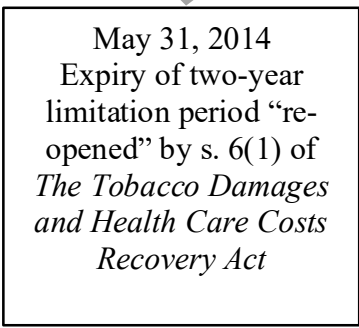 May 31, 2014
Expiry of two-year
limitation period “re-
opened” by s. 6(1) of
The Tobacco Damages
and Health Care Costs
Recovery Act